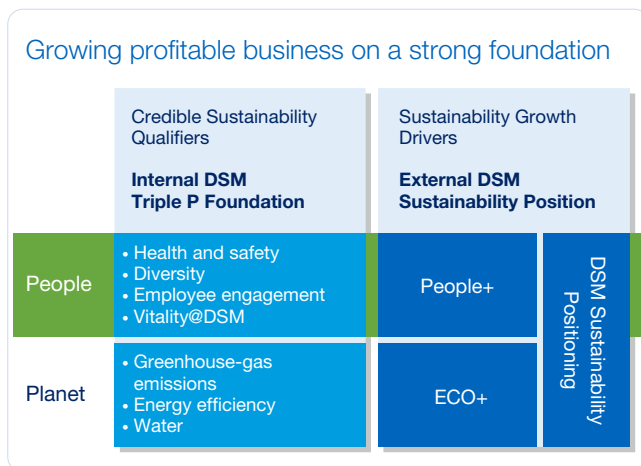 Growing profitable business on a strong foundation
Credible Sustainability
Qualifiers
Internal DSM
Triple P Foundation
Sustainability Growth
Drivers
External DSM
Sustainability Position
People
• Health and safety
• Diversity
• Employee engagement
• Vitality@DSM
People+
DSM Sustainability
Positioning
Planet
• Greenhouse-gas
emissions
• Energy efficiency
• Water
ECO+